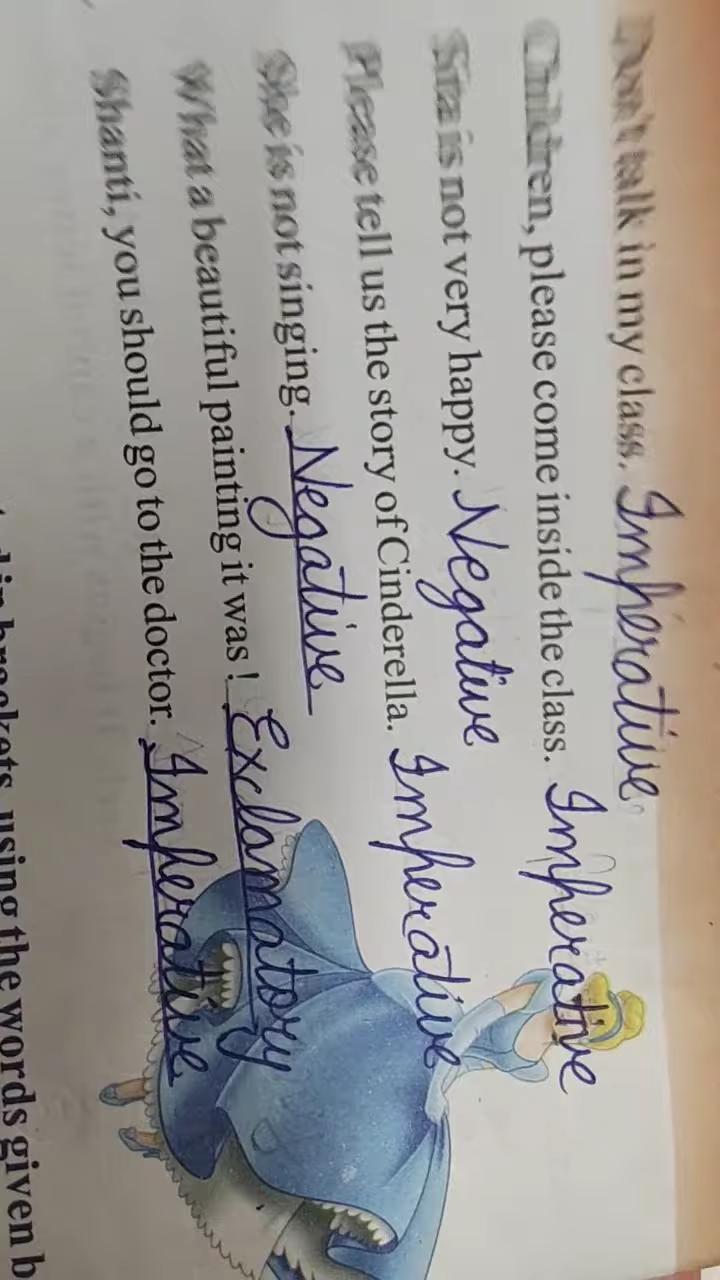 Don't talk in my class. Imperative
Children, please come inside the class. Imperative
Sita is not very happy. Negative
Please tell us the story of Cinderella. Imperative
She is not singing. Negative
What a beautiful painting it was ! Exclamatory
Shanti, you should go to the doctor. Imperative
brackets, using the words given b